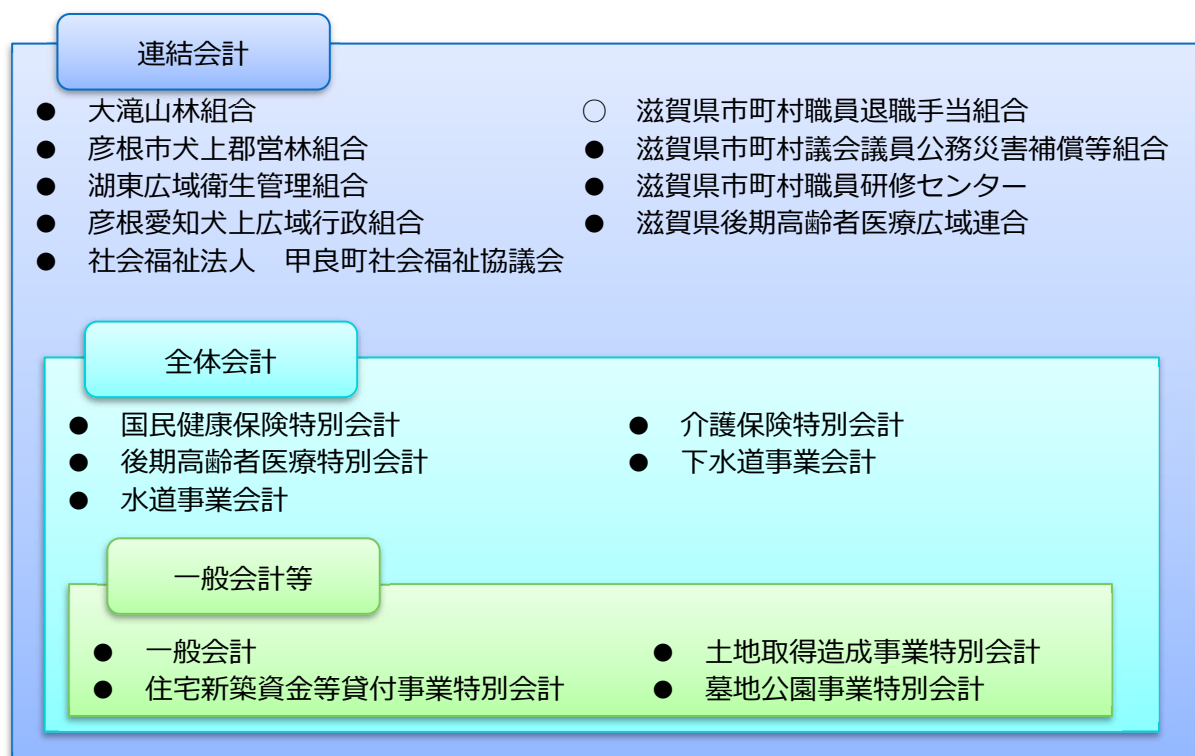 連結会計
● 大滝山林組合
● 彦根市犬上郡営林組合
● 湖東広域衛生管理組合
● 彦根愛知犬上広域行政組合
● 社会福祉法人　甲良町社会福祉協議会
○ 滋賀県市町村職員退職手当組合
● 滋賀県市町村議会議員公務災害補償等組合
● 滋賀県市町村職員研修センター
● 滋賀県後期高齢者医療広域連合
全体会計
● 国民健康保険特別会計
● 後期高齢者医療特別会計
● 水道事業会計
● 介護保険特別会計
● 下水道事業会計
一般会計等
● 一般会計
● 住宅新築資金等貸付事業特別会計
● 土地取得造成事業特別会計
● 墓地公園事業特別会計